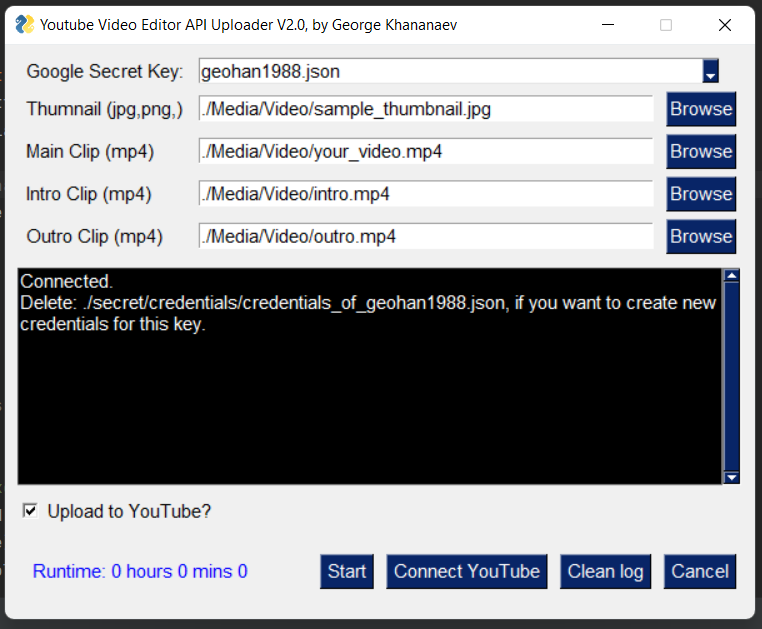 Youtube Video Editor API Uploader V2.0, by George Khananaev
Google Secret Key: geohan1988.json
Thumnail (jpg,png,) ./Media/Video/sample_thumbnail.jpg Browse
Main Clip (mp4) ./Media/Video/your_video.mp4 Browse
Intro Clip (mp4) ./Media/Video/intro.mp4 Browse
Outro Clip (mp4) ./Media/Video/outro.mp4 Browse
Connected.
Delete: ./secret/credentials/credentials_of_geohan1988.json, if you want to create new
credentials for this key.
Upload to YouTube?
Runtime: 0 hours 0 mins 0 Start Connect YouTube Clean log Cancel